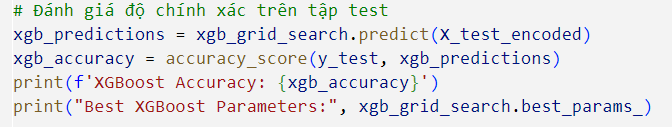 # Đánh giá độ chính xác trên tập test
xgb_predictions = xgb_grid_search.predict(X_test_encoded)
xgb_accuracy = accuracy_score(y_test, xgb_predictions)
print(f'XGBoost Accuracy: {xgb_accuracy}')
print("Best XGBoost Parameters:", xgb_grid_search.best_params_)